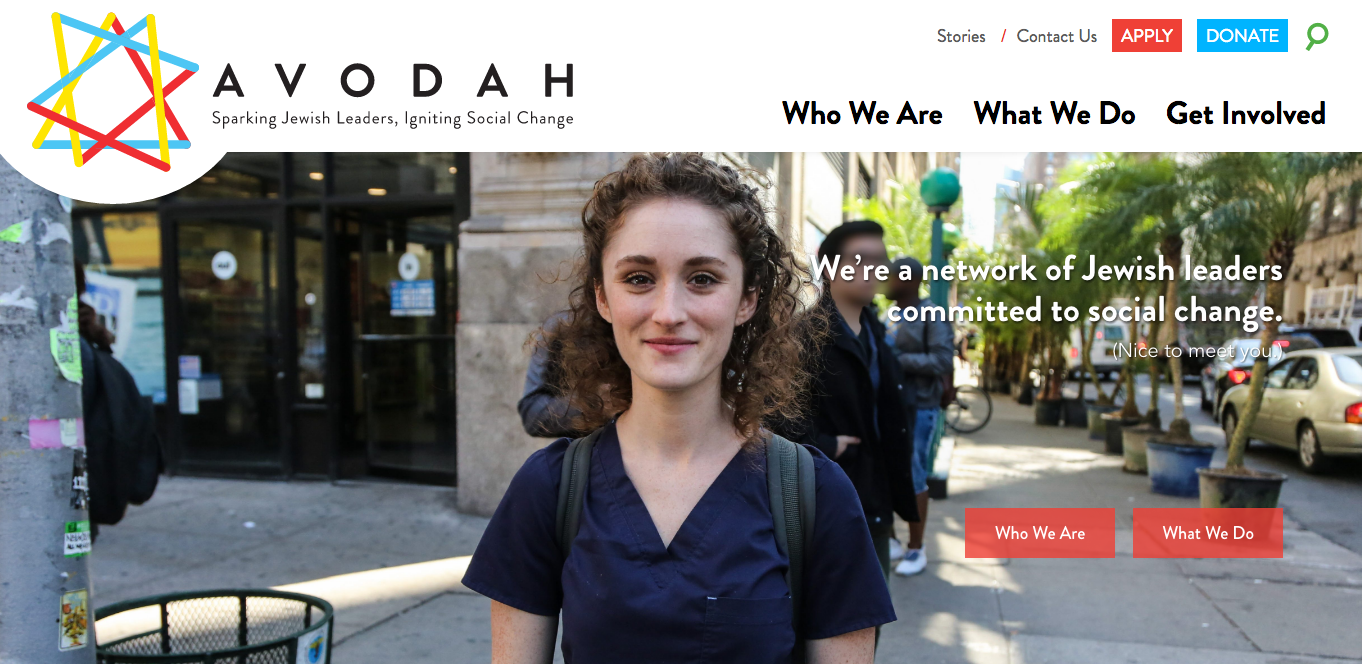 Stories / Contact Us APPLY DONATE
AVODAH
Sparking Jewish Leaders, Igniting Social Change
Who We Are What We Do Get Involved
We’re a network of Jewish leaders
committed to social change.
(Nice to meet you.)
Who We Are What We Do